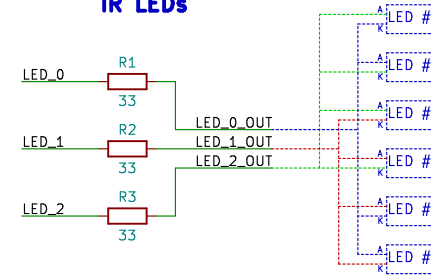 IR LEDs
R1
LED_0
33
R2
LED_1
33
R3
LED_2
33
LED_0_OUT
LED_1_OUT
LED_2_OUT
A
LED #
K
A
LED #
K
A
LED #
K
A
LED #
K
A
LED #
K
A
LED #
K